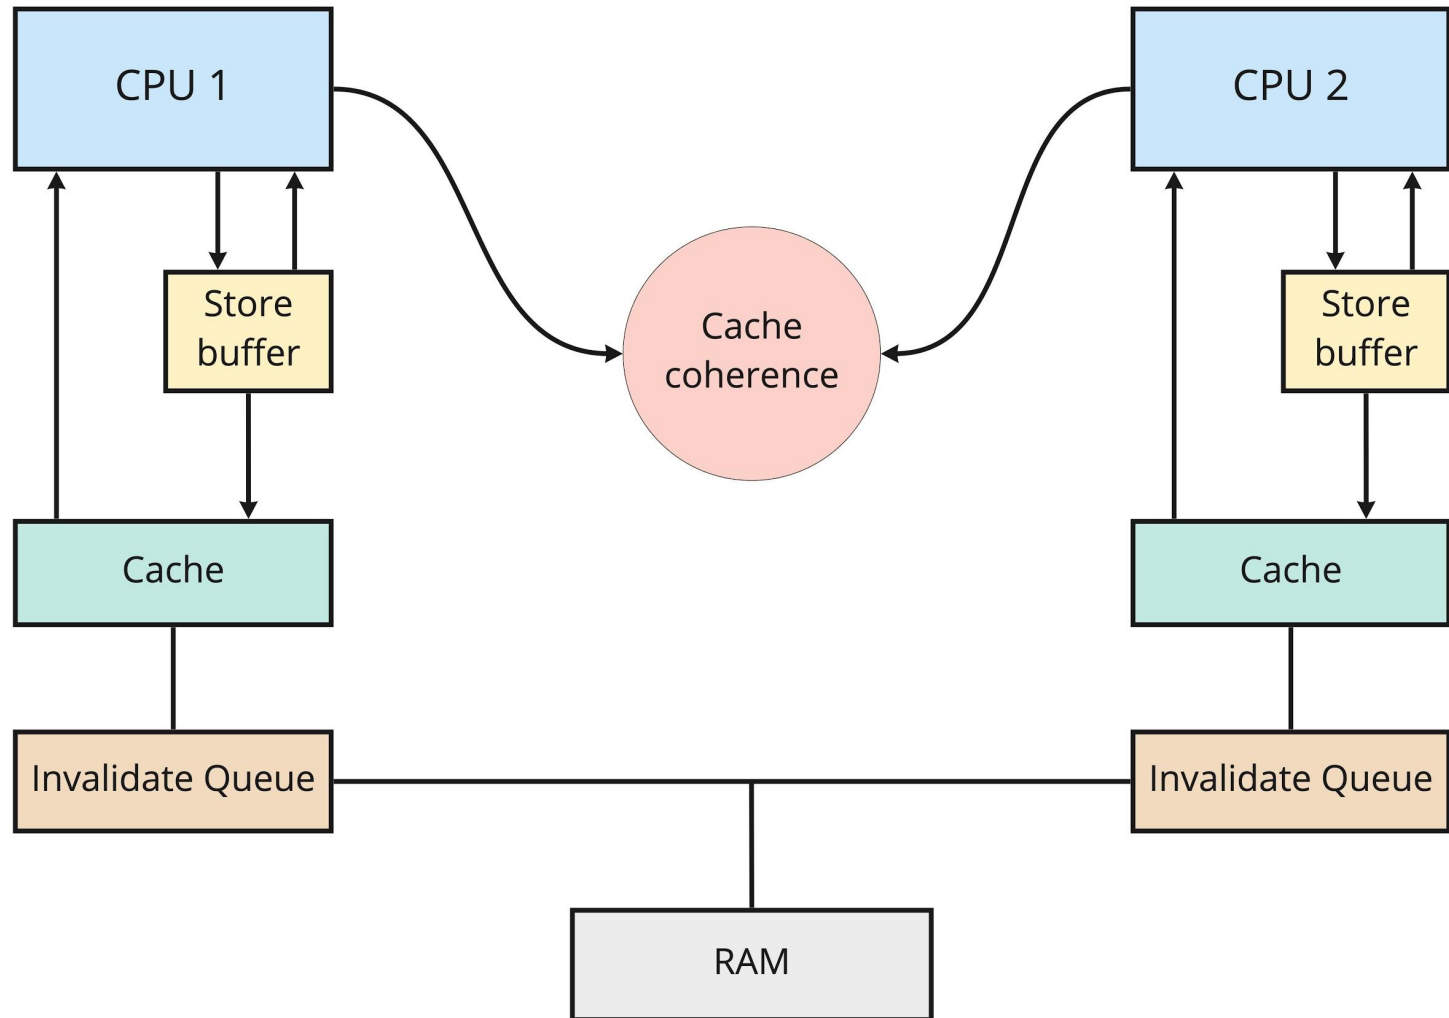 CPU 1
CPU 2
Store
buffer
Cache
coherence
Store
buffer
Cache
Cache
Invalidate Queue
Invalidate Queue
RAM